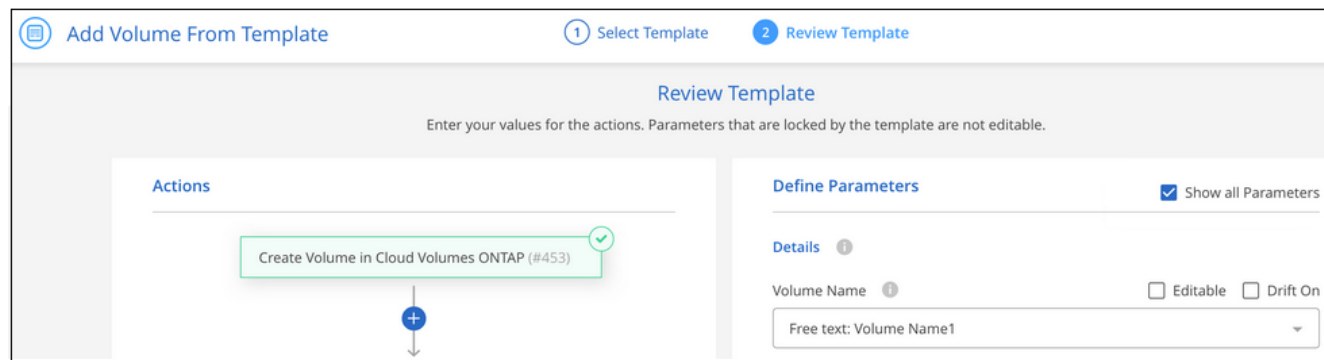 Add Volume From Template
1 Select Template
2 Review Template
Review Template
Enter your values for the actions. Parameters that are locked by the template are not editable.
Actions
Create Volume in Cloud Volumes ONTAP (#453)
Define Parameters
Show all Parameters
Details
Volume Name
Editable
Drift On
Free text: Volume Name1